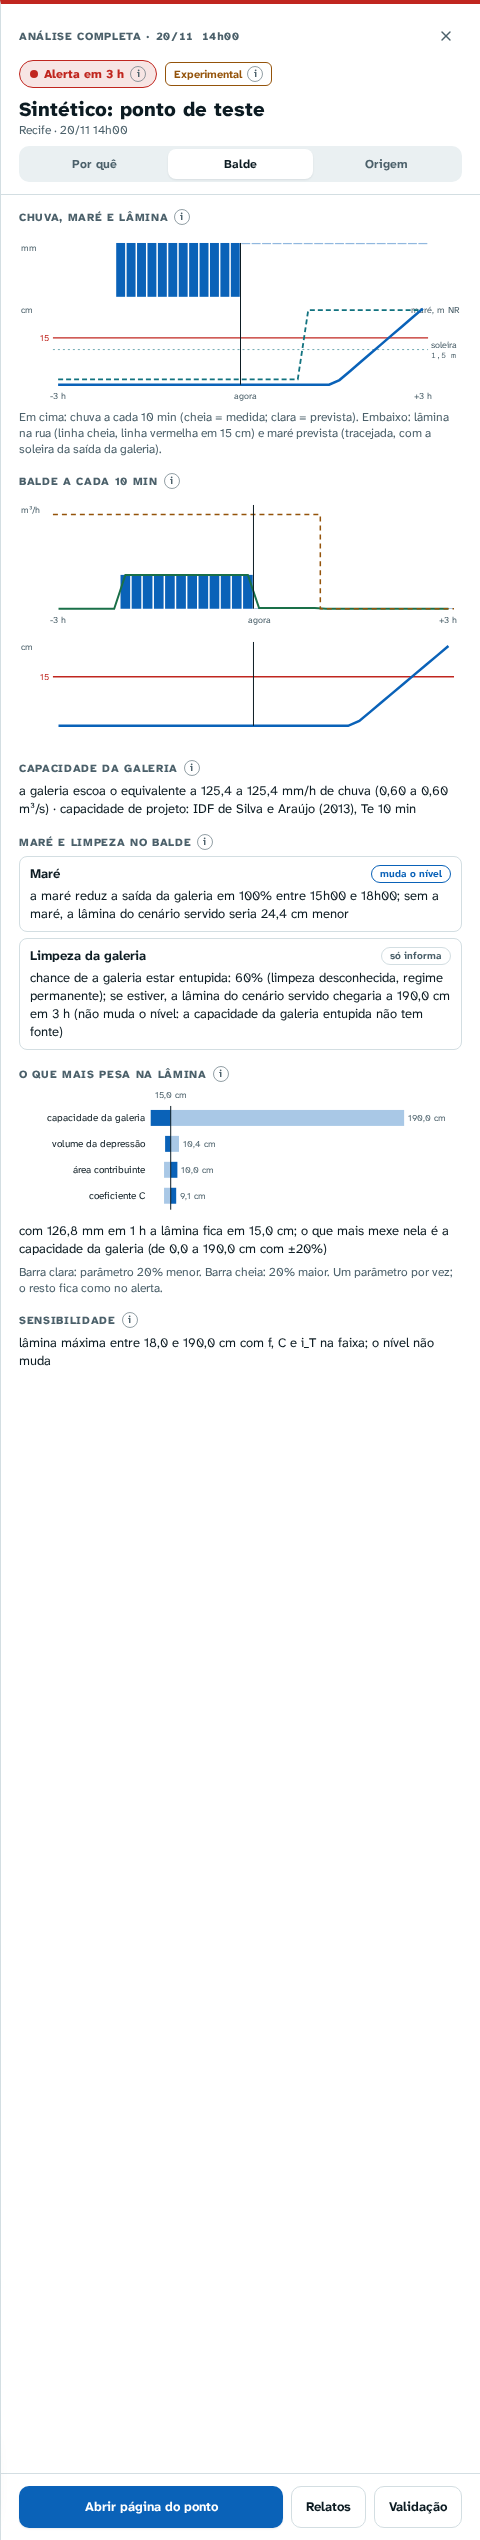 ANÁLISE COMPLETA · 20/11 14h00
Alerta em 3 h i
Experimental i
Sintético: ponto de teste
Recife · 20/11 14h00
Por quê
Balde
Origem
CHUVA, MARÉ E LÂMINA i
mm
cm
maré, m NR
15
soleira
1,5 m
-3 h
agora
+3 h
Em cima: chuva a cada 10 min (cheia = medida; clara = prevista). Embaixo: lâmina
na rua (linha cheia, linha vermelha em 15 cm) e maré prevista (tracejada, com a
soleira da saída da galeria).
BALDE A CADA 10 MIN i
m³/h
-3 h
agora
+3 h
cm
15
CAPACIDADE DA GALERIA i
a galeria escoa o equivalente a 125,4 a 125,4 mm/h de chuva (0,60 a 0,60
m³/s) · capacidade de projeto: IDF de Silva e Araújo (2013), Te 10 min
MARÉ E LIMPEZA NO BALDE i
Maré
muda o nível
a maré reduz a saída da galeria em 100% entre 15h00 e 18h00; sem a
maré, a lâmina do cenário servido seria 24,4 cm menor
Limpeza da galeria
só informa
chance de a galeria estar entupida: 60% (limpeza desconhecida, regime
permanente); se estiver, a lâmina do cenário servido chegaria a 190,0 cm
em 3 h (não muda o nível: a capacidade da galeria entupida não tem
fonte)
O QUE MAIS PESA NA LÂMINA i
15,0 cm
capacidade da galeria
190,0 cm
volume da depressão
10,4 cm
área contribuinte
10,0 cm
coeficiente C
9,1 cm
com 126,8 mm em 1 h a lâmina fica em 15,0 cm; o que mais mexe nela é a
capacidade da galeria (de 0,0 a 190,0 cm com ±20%)
Barra clara: parâmetro 20% menor. Barra cheia: 20% maior. Um parâmetro por vez;
o resto fica como no alerta.
SENSIBILIDADE i
lâmina máxima entre 18,0 e 190,0 cm com f, C e i_T na faixa; o nível não
muda
Abrir página do ponto
Relatos
Validação